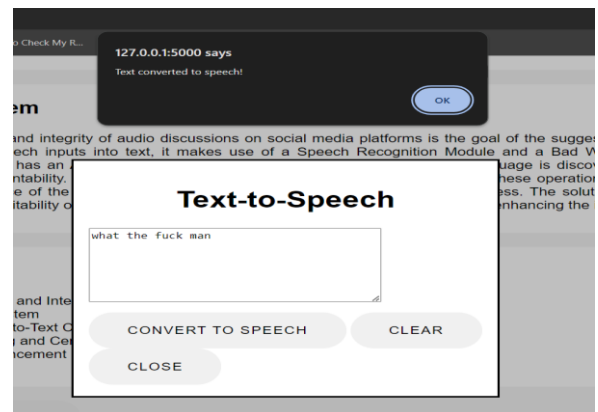 o Check My R...
127.0.0.1:5000 says
Text converted to speech!
OK
em
and integrity of audio discussions on social media platforms is the goal of the sugges
ech inputs into text, it makes use of a Speech Recognition Module and a Bad W
has an
uage is discov
ntability.
hese operation
e of the
ess. The solut
itability o
enhancing the
Text-to-Speech
what the fuck man
CONVERT TO SPEECH
CLEAR
CLOSE
and Inte
tem
to-Text C
and Cer
ncement